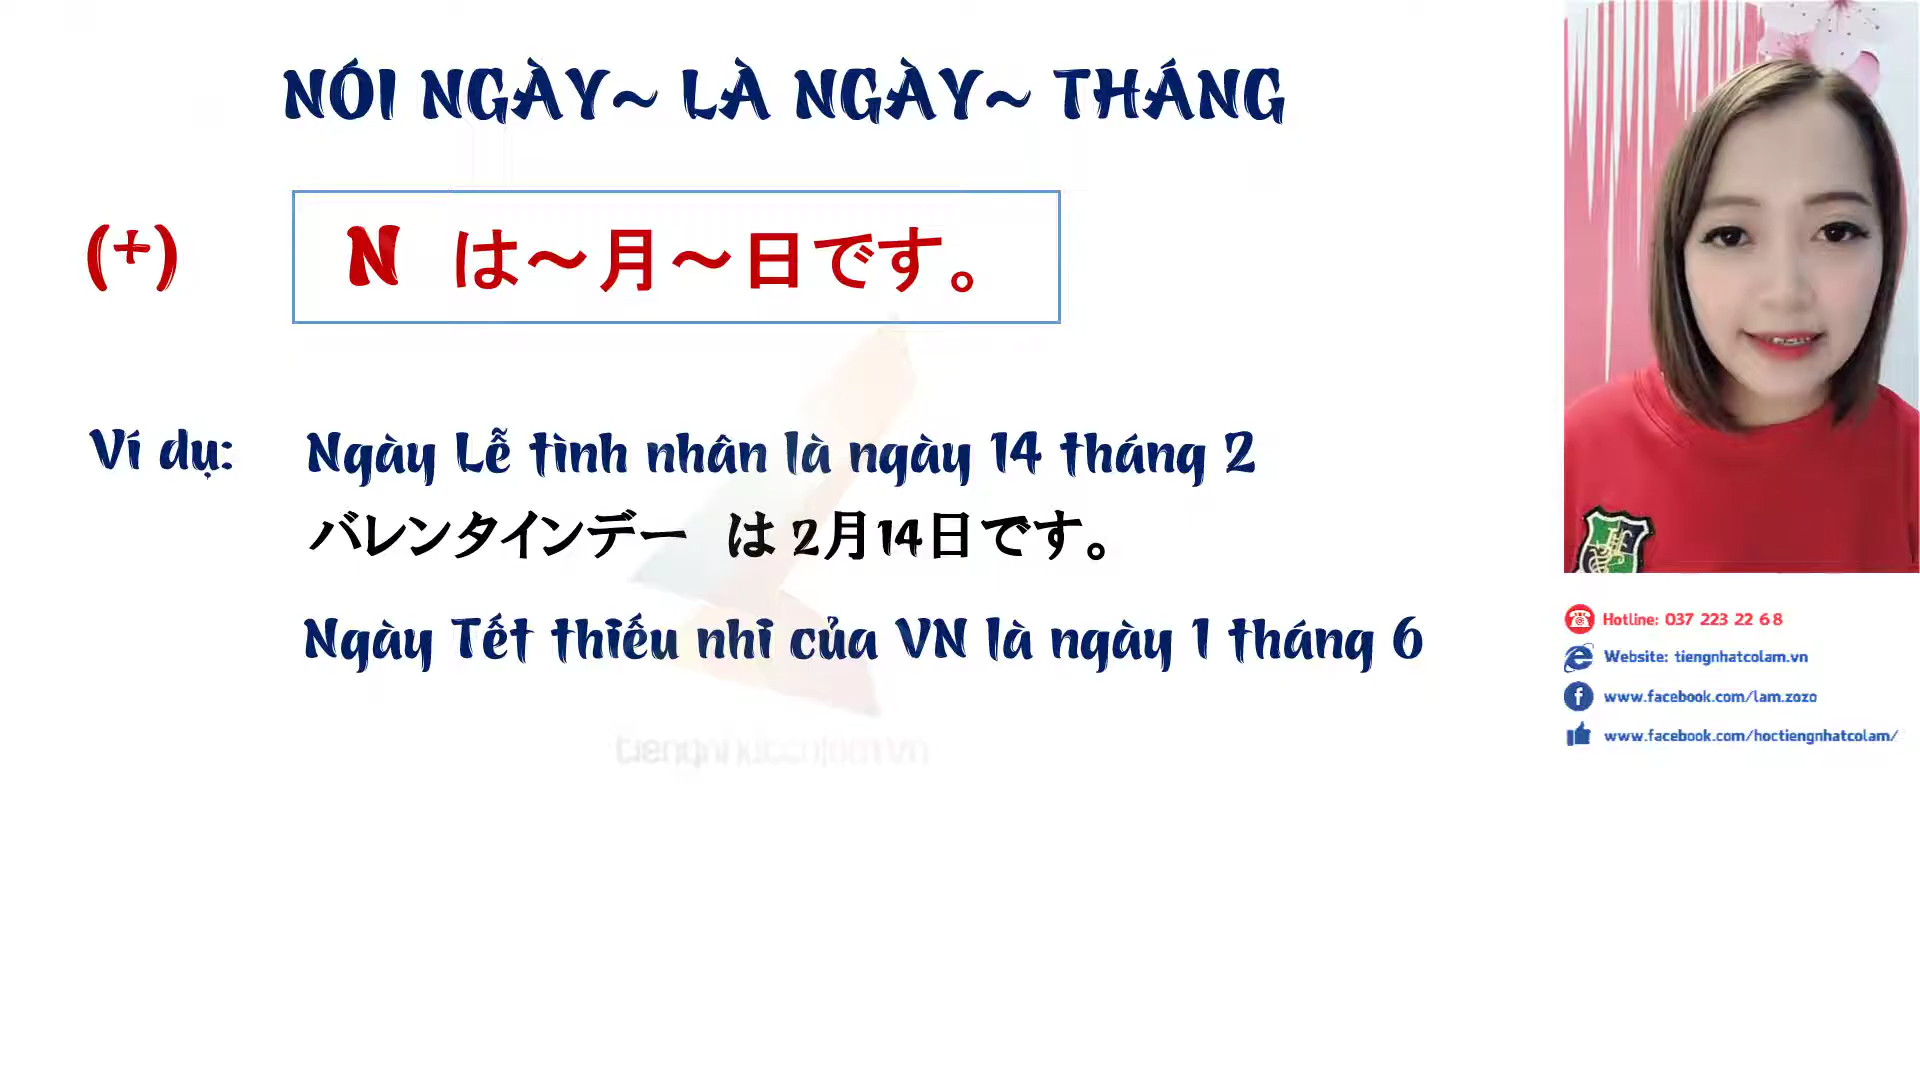 NÓI NGÀY~ LÀ NGÀY~ THÁNG
(+) N は～月～日です。
Ví dụ: Ngày Lễ tình nhân là ngày 14 tháng 2
バレンタインデー は 2月14日です。
Ngày Tết thiếu nhi của VN là ngày 1 tháng 6
tiengnhatcolam.vn
Hotline: 037 223 22 68
Website: tiengnhatcolam.vn
www.facebook.com/lam.zozo
www.facebook.com/hoctiengnhatcolam/